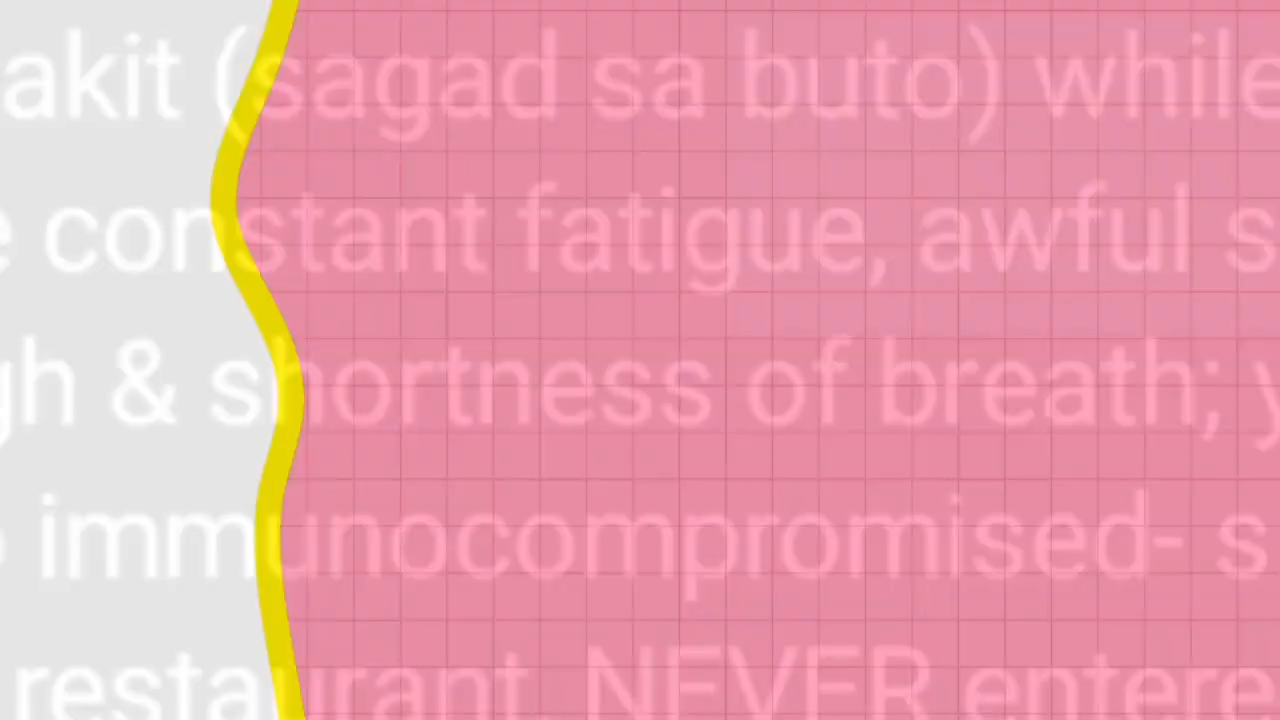 akit (sagad sa buto) while
constant fatigue, awful s
gh & shortness of breath; y
immunocompromised- s
restaurant. NEVER entere